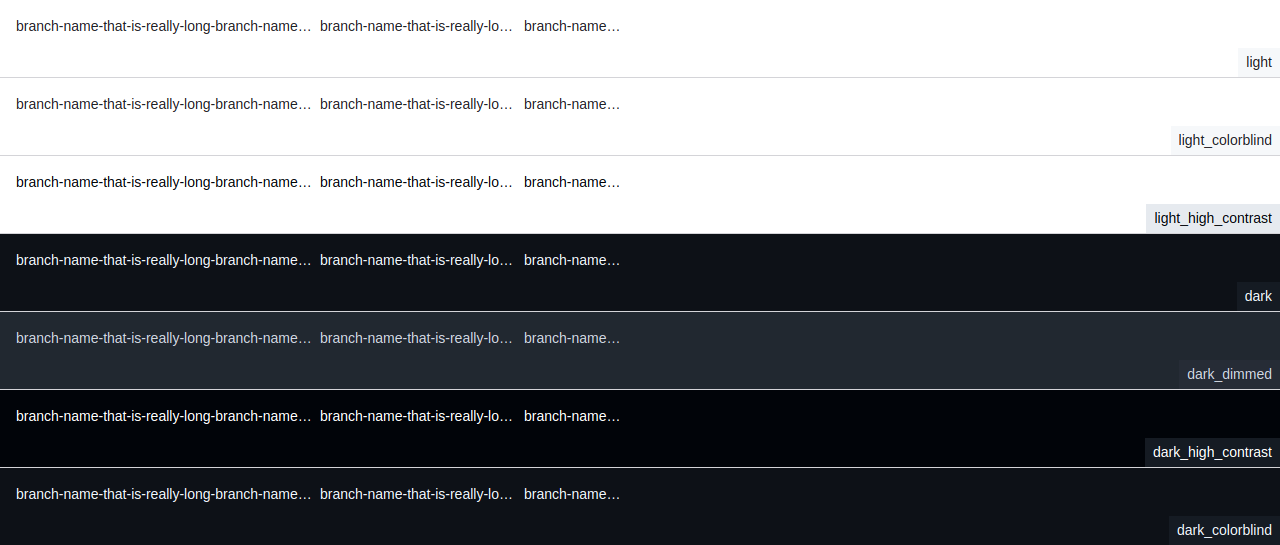 branch-name-that-is-really-long-branch-name… branch-name-that-is-really-lo… branch-name…
light
branch-name-that-is-really-long-branch-name… branch-name-that-is-really-lo… branch-name…
light_colorblind
branch-name-that-is-really-long-branch-name… branch-name-that-is-really-lo… branch-name…
light_high_contrast
branch-name-that-is-really-long-branch-name… branch-name-that-is-really-lo… branch-name…
dark
branch-name-that-is-really-long-branch-name… branch-name-that-is-really-lo… branch-name…
dark_dimmed
branch-name-that-is-really-long-branch-name… branch-name-that-is-really-lo… branch-name…
dark_high_contrast
branch-name-that-is-really-long-branch-name… branch-name-that-is-really-lo… branch-name…
dark_colorblind